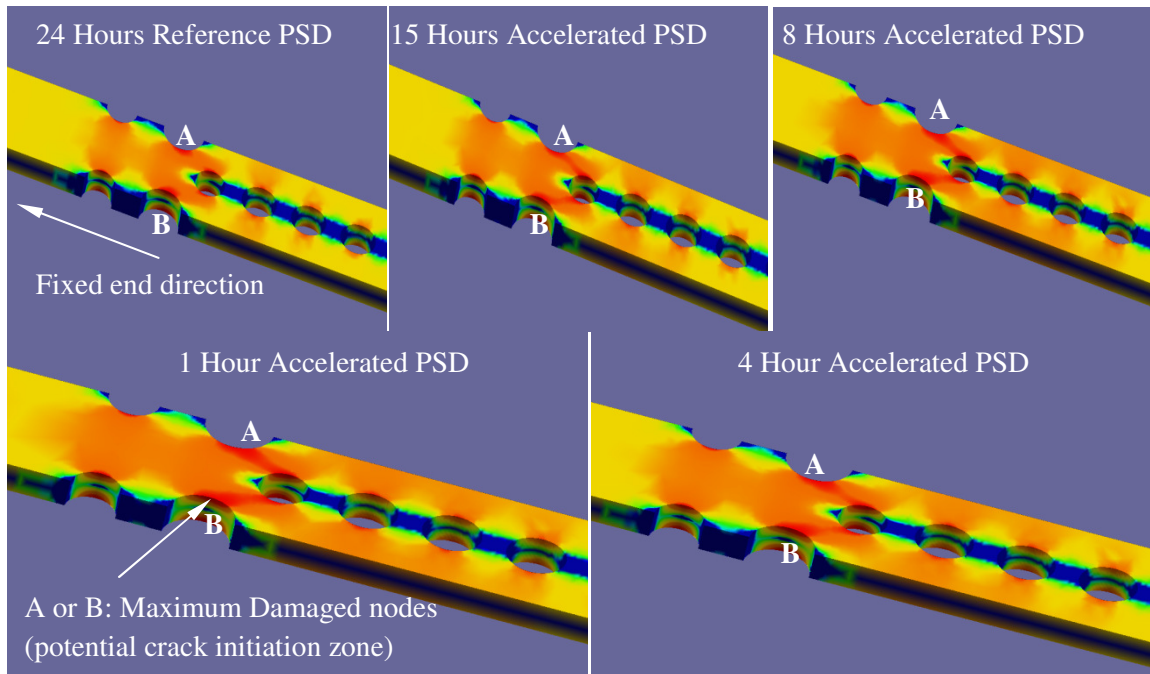 24 Hours Reference PSD
15 Hours Accelerated PSD
8 Hours Accelerated PSD
A
B
A
B
A
B
Fixed end direction
1 Hour Accelerated PSD
4 Hour Accelerated PSD
A
B
A
B
A or B: Maximum Damaged nodes
(potential crack initiation zone)